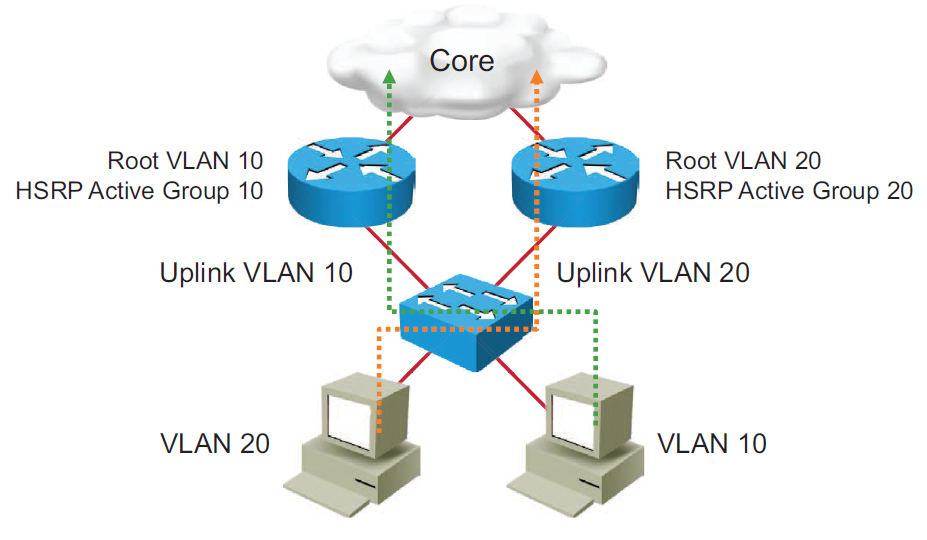 Core
Root VLAN 10
HSRP Active Group 10
Root VLAN 20
HSRP Active Group 20
Uplink VLAN 10
Uplink VLAN 20
VLAN 20
VLAN 10